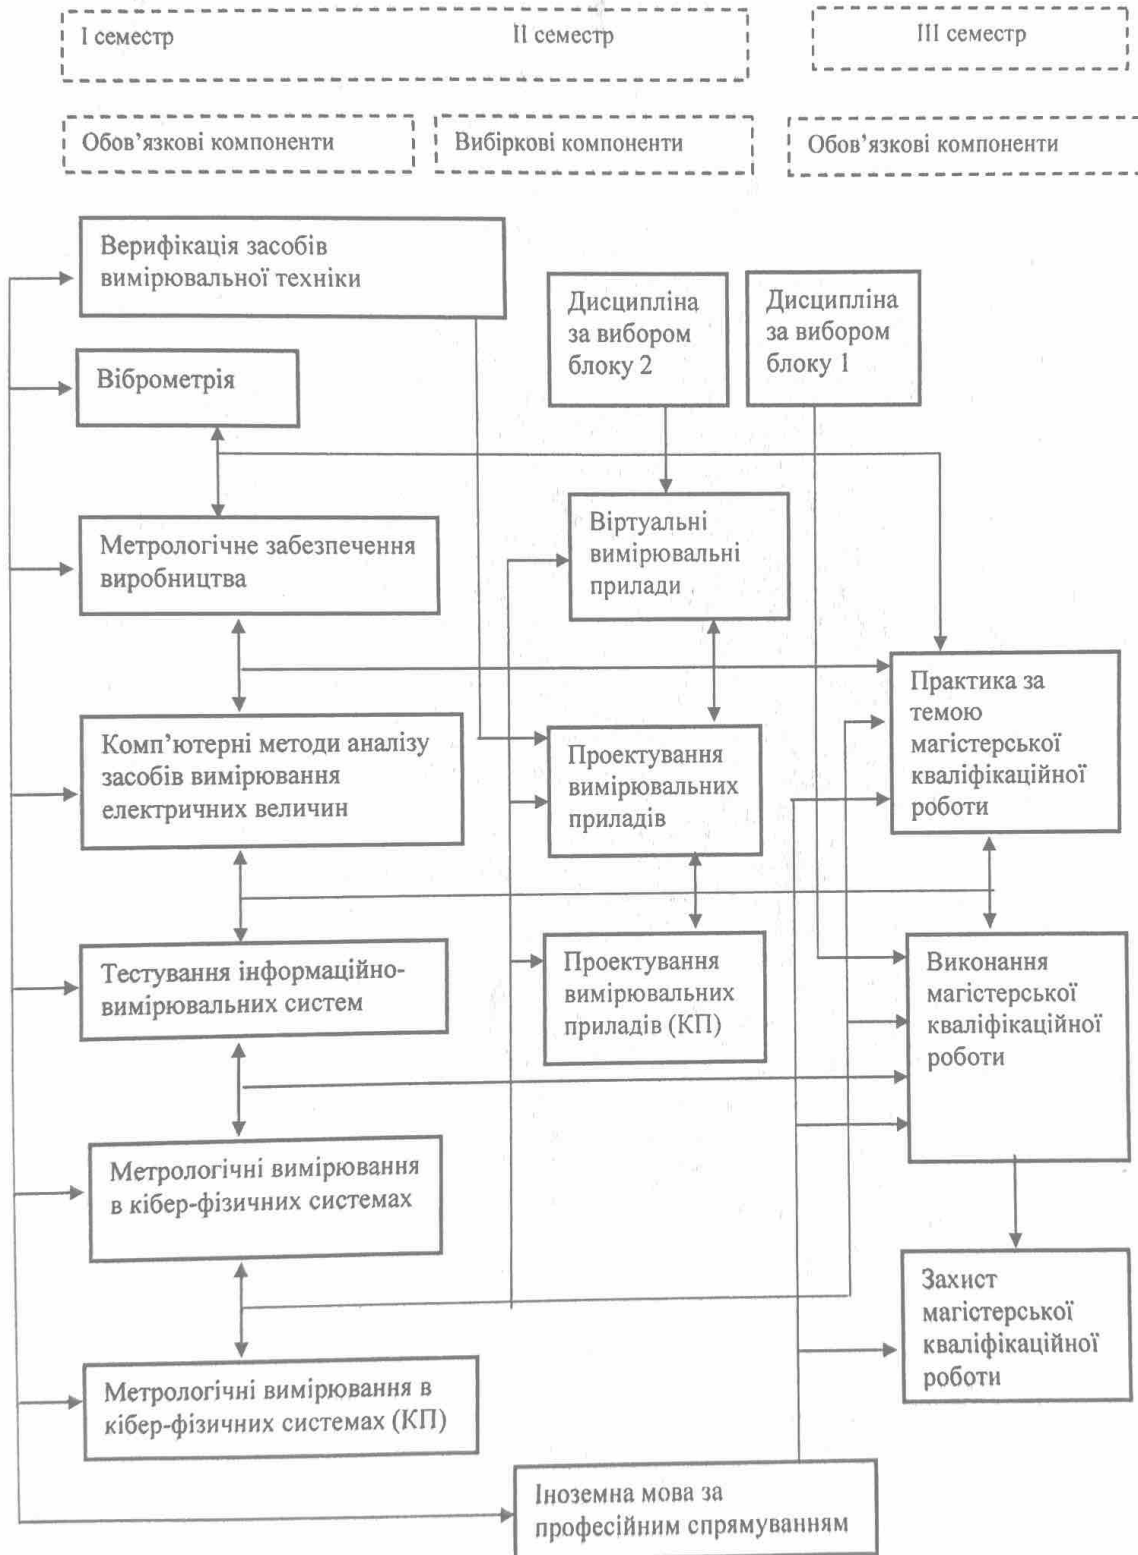 І семестр
ІІ семестр
ІІІ семестр
Обов’язкові компоненти
Вибіркові компоненти
Обов’язкові компоненти
Верифікація засобів
вимірювальної техніки
Дисципліна
за вибором
блоку 2
Дисципліна
за вибором
блоку 1
Віброметрія
Метрологічне забезпечення
виробництва
Віртуальні
вимірювальні
прилади
Практика за
темою
магістерської
кваліфікаційної
роботи
Комп’ютерні методи аналізу
засобів вимірювання
електричних величин
Проектування
вимірювальних
приладів
Тестування інформаційно-
вимірювальних систем
Проектування
вимірювальних
приладів (КП)
Виконання
магістерської
кваліфікаційної
роботи
Метрологічні вимірювання
в кібер-фізичних системах
Захист
магістерської
кваліфікаційної
роботи
Метрологічні вимірювання в
кібер-фізичних системах (КП)
Іноземна мова за
професійним спрямуванням